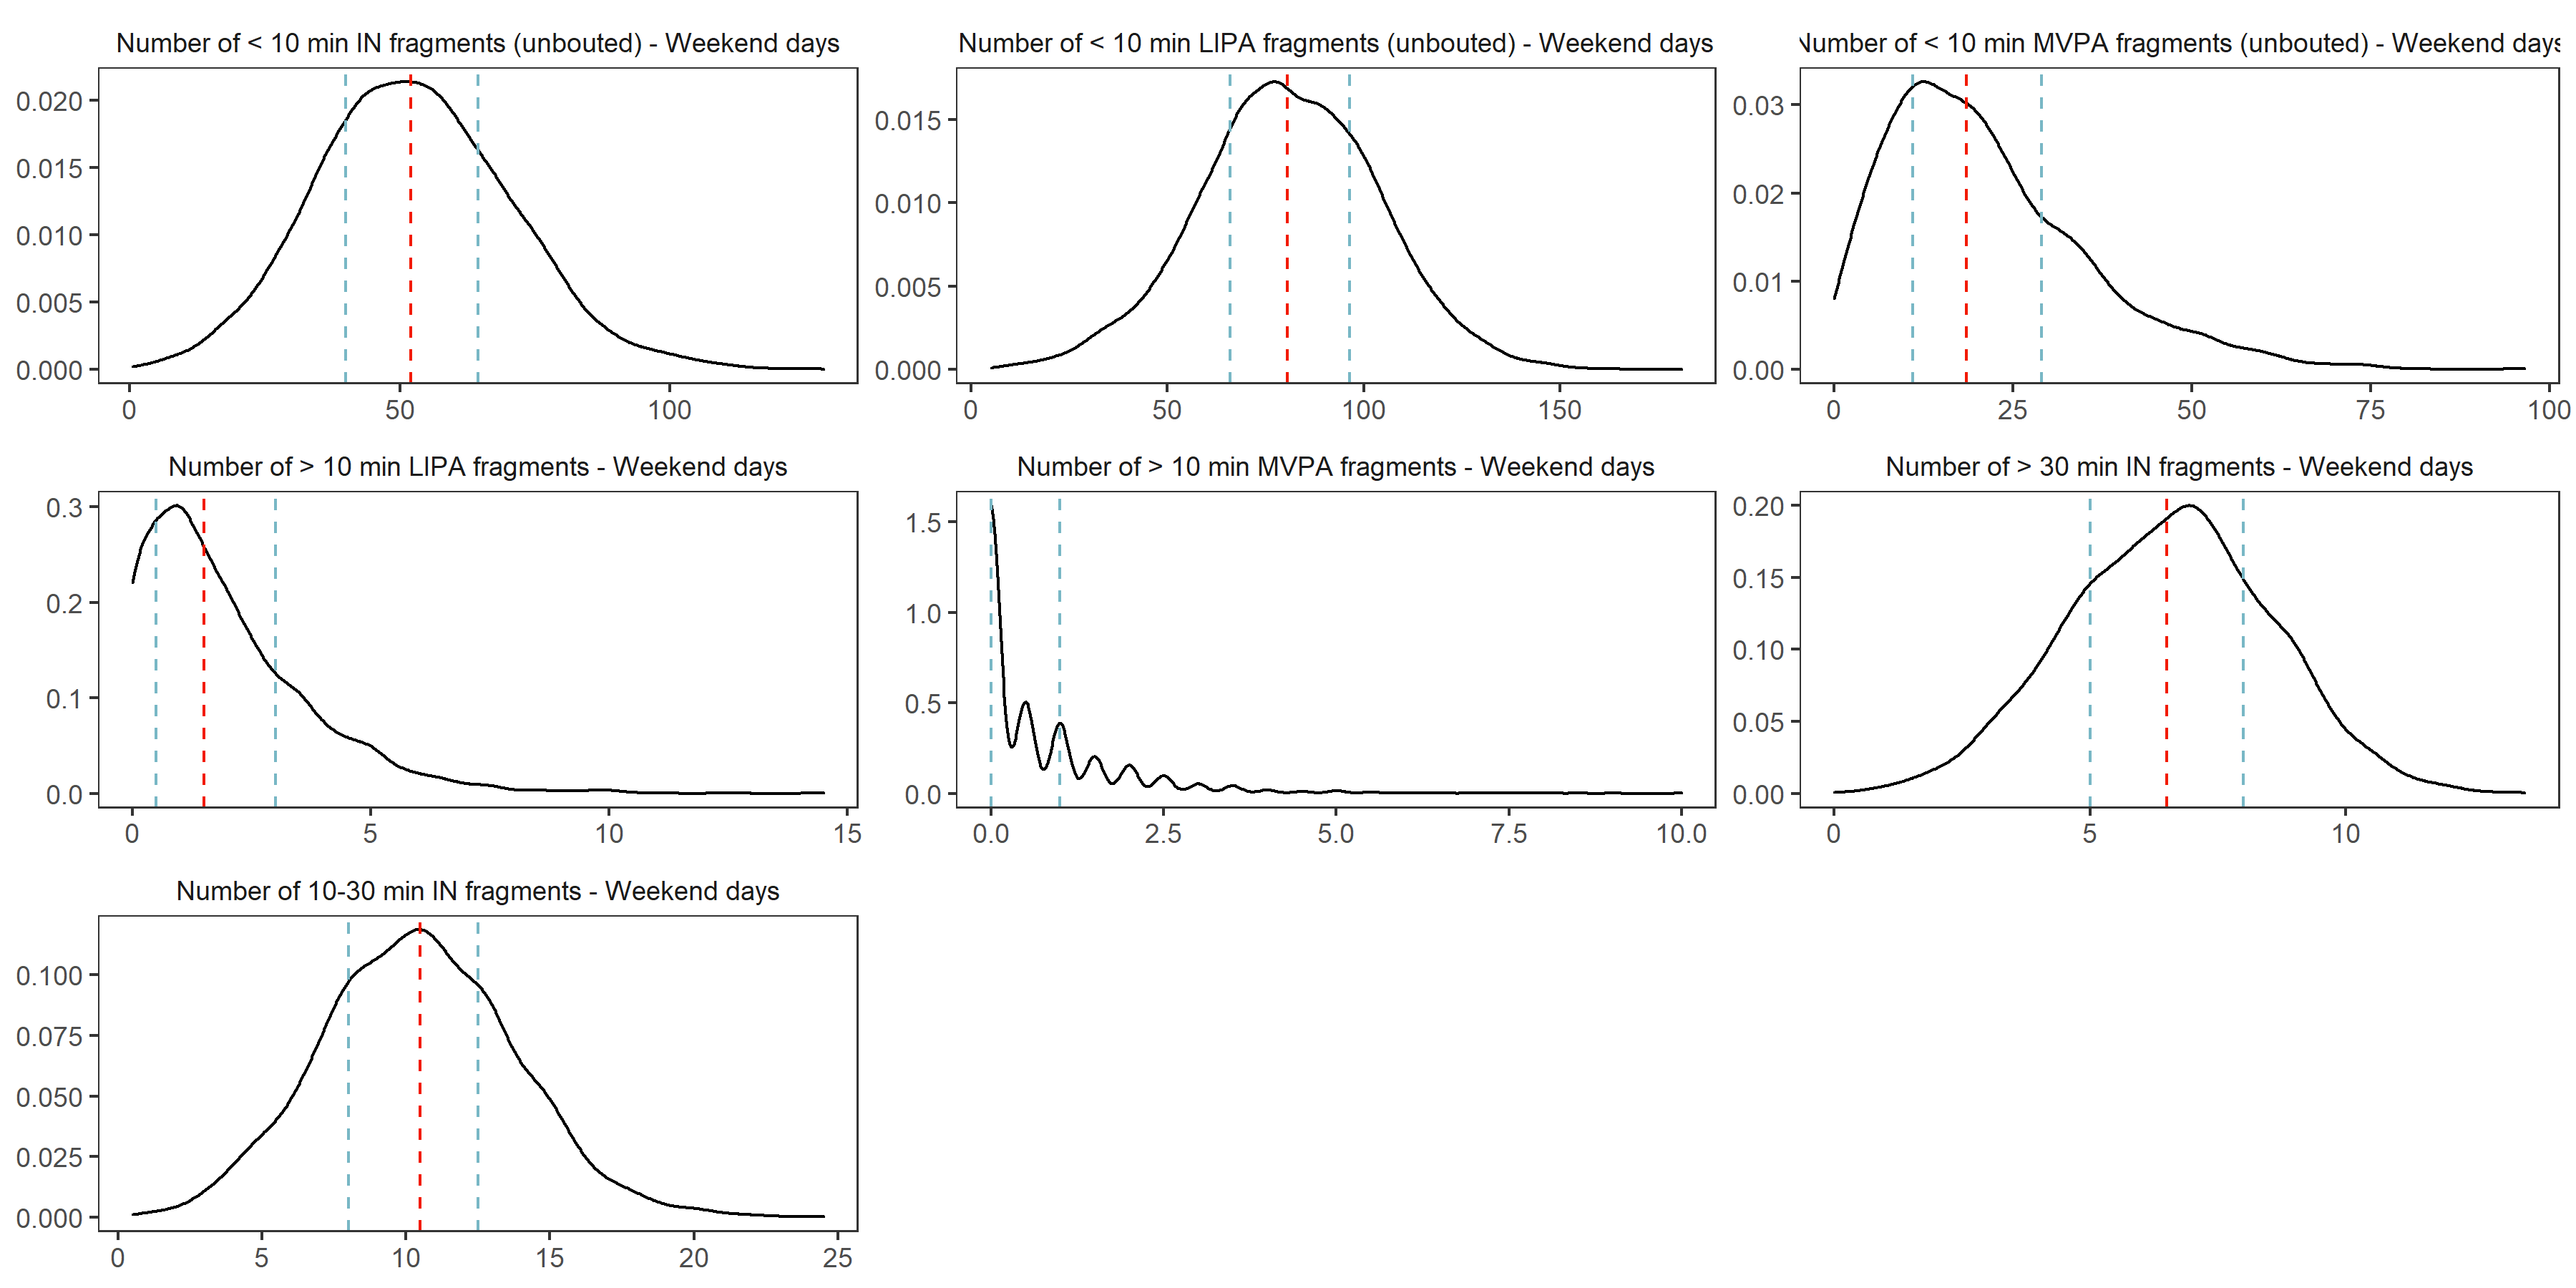 Number of < 10 min IN fragments (unbouted) - Weekend days
0.020
0.015
0.010
0.005
0.000
0 50 100
Number of < 10 min LIPA fragments (unbouted) - Weekend days
0.015
0.010
0.005
0.000
0 50 100 150
Number of < 10 min MVPA fragments (unbouted) - Weekend days
0.03
0.02
0.01
0.00
0 25 50 75 100
Number of > 10 min LIPA fragments - Weekend days
0.3
0.2
0.1
0.0
0 5 10 15
Number of > 10 min MVPA fragments - Weekend days
1.5
1.0
0.5
0.0
0.0 2.5 5.0 7.5 10.0
Number of > 30 min IN fragments - Weekend days
0.20
0.15
0.10
0.05
0.00
0 5 10
Number of 10-30 min IN fragments - Weekend days
0.100
0.075
0.050
0.025
0.000
0 5 10 15 20 25